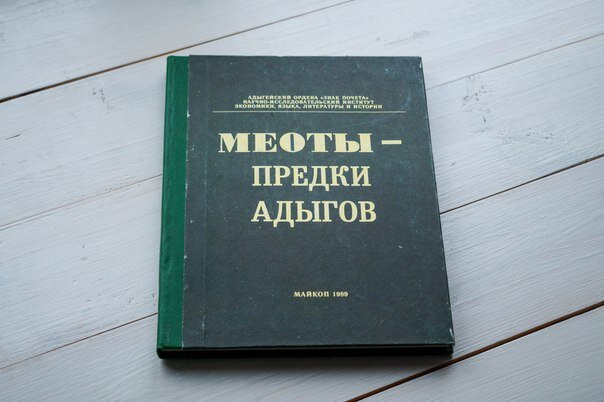 АДЫГЕЙСКИЙ ОРДЕНА «ЗНАК ПОЧЕТА»
НАУЧНО-ИССЛЕДОВАТЕЛЬСКИЙ ИНСТИТУТ
ЭКОНОМИКИ, ЯЗЫКА, ЛИТЕРАТУРЫ И ИСТОРИИ
МЕОТЫ —
ПРЕДКИ
АДЫГОВ
МАЙКОП 1989